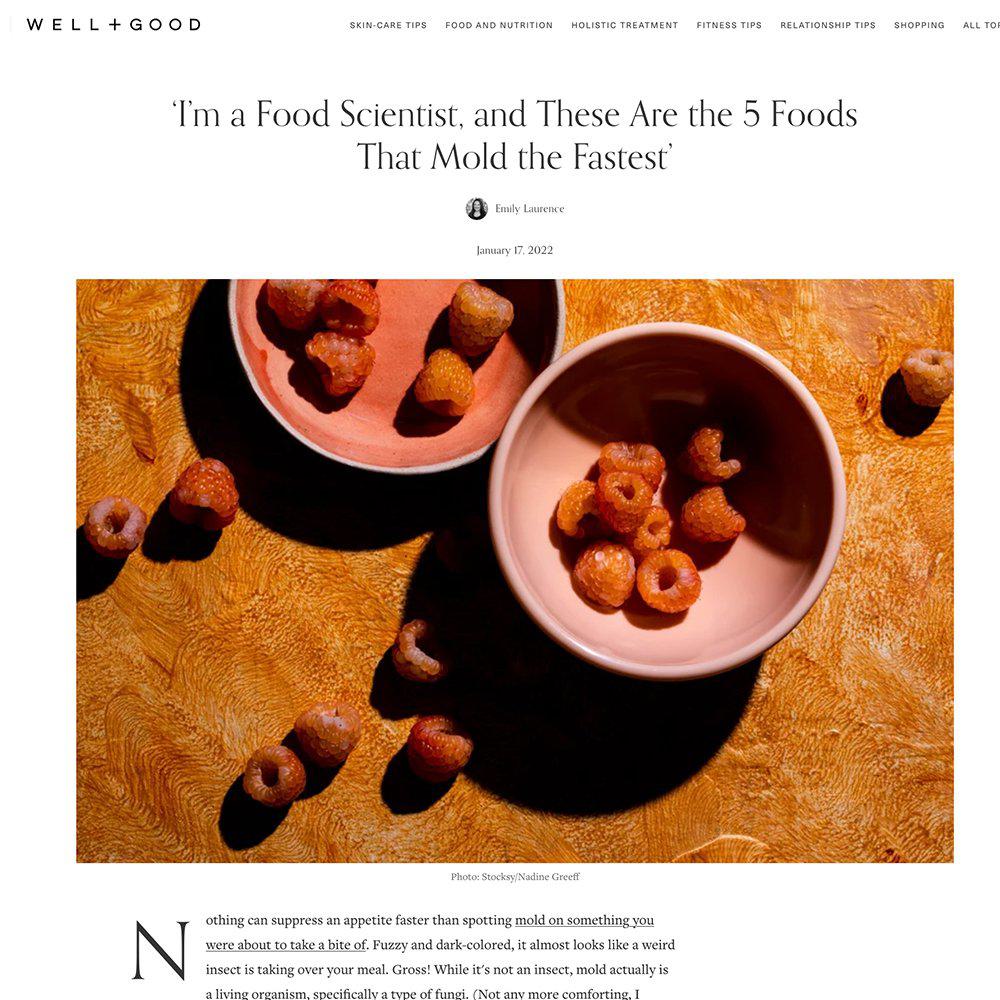 WELL+GOOD
SKIN-CARE TIPS FOOD AND NUTRITION HOLISTIC TREATMENT FITNESS TIPS RELATIONSHIP TIPS SHOPPING ALL TOP
‘I’m a Food Scientist, and These Are the 5 Foods
That Mold the Fastest’
Emily Laurence
January 17, 2022
Photo: Stocksy/Nadine Greeff
Nothing can suppress an appetite faster than spotting mold on something you
were about to take a bite of. Fuzzy and dark-colored, it almost looks like a weird
insect is taking over your meal. Gross! While it's not an insect, mold actually is
a living organism, specifically a type of fungi. (Not any more comforting, I